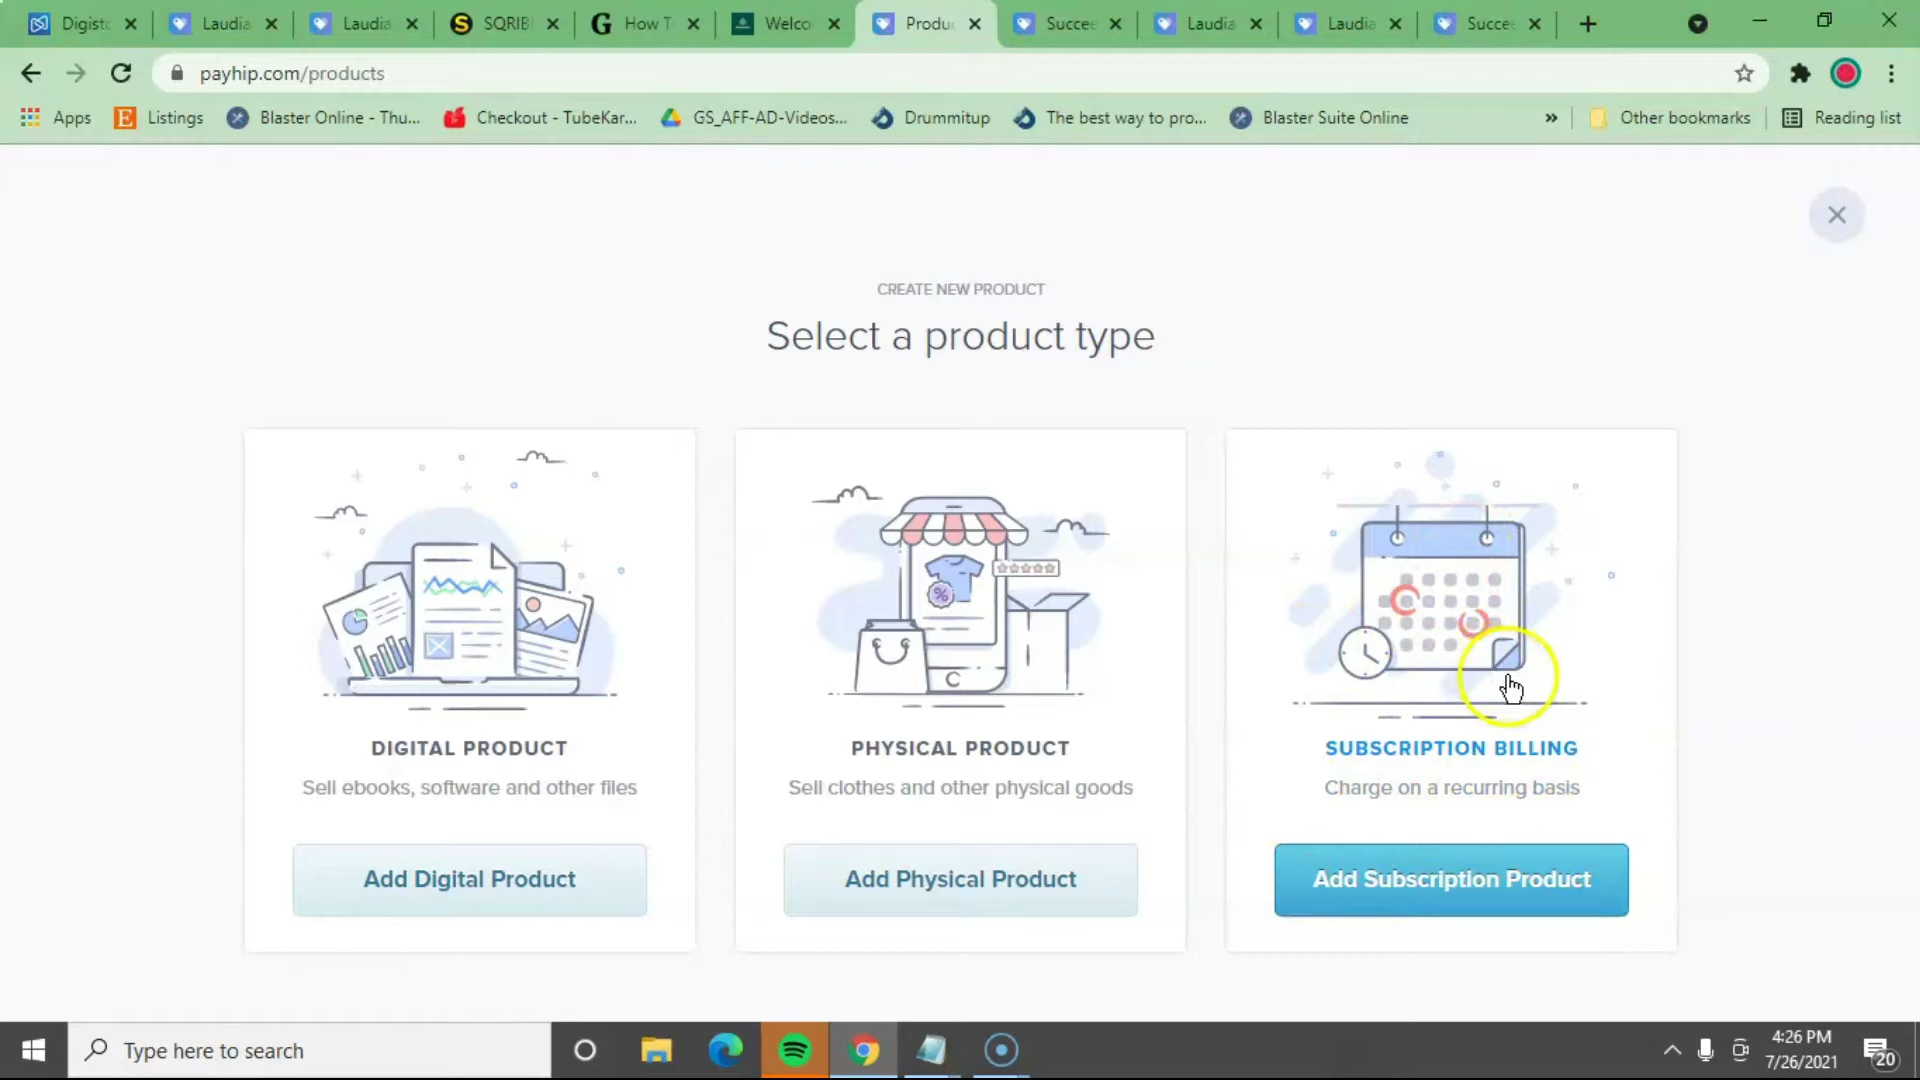 Digisto
Laudia
Laudia
SQRIB
How T
Welco
Produc
Succee
Laudia
Laudia
Succee
payhip.com/products
Apps
Listings
Blaster Online - Thu...
Checkout - TubeKar...
GS_AFF-AD-Videos...
Drummitup
The best way to pro...
Blaster Suite Online
»
Other bookmarks
Reading list
CREATE NEW PRODUCT
Select a product type
DIGITAL PRODUCT
Sell ebooks, software and other files
Add Digital Product
PHYSICAL PRODUCT
Sell clothes and other physical goods
Add Physical Product
SUBSCRIPTION BILLING
Charge on a recurring basis
Add Subscription Product
Type here to search
4:26 PM
7/26/2021
20